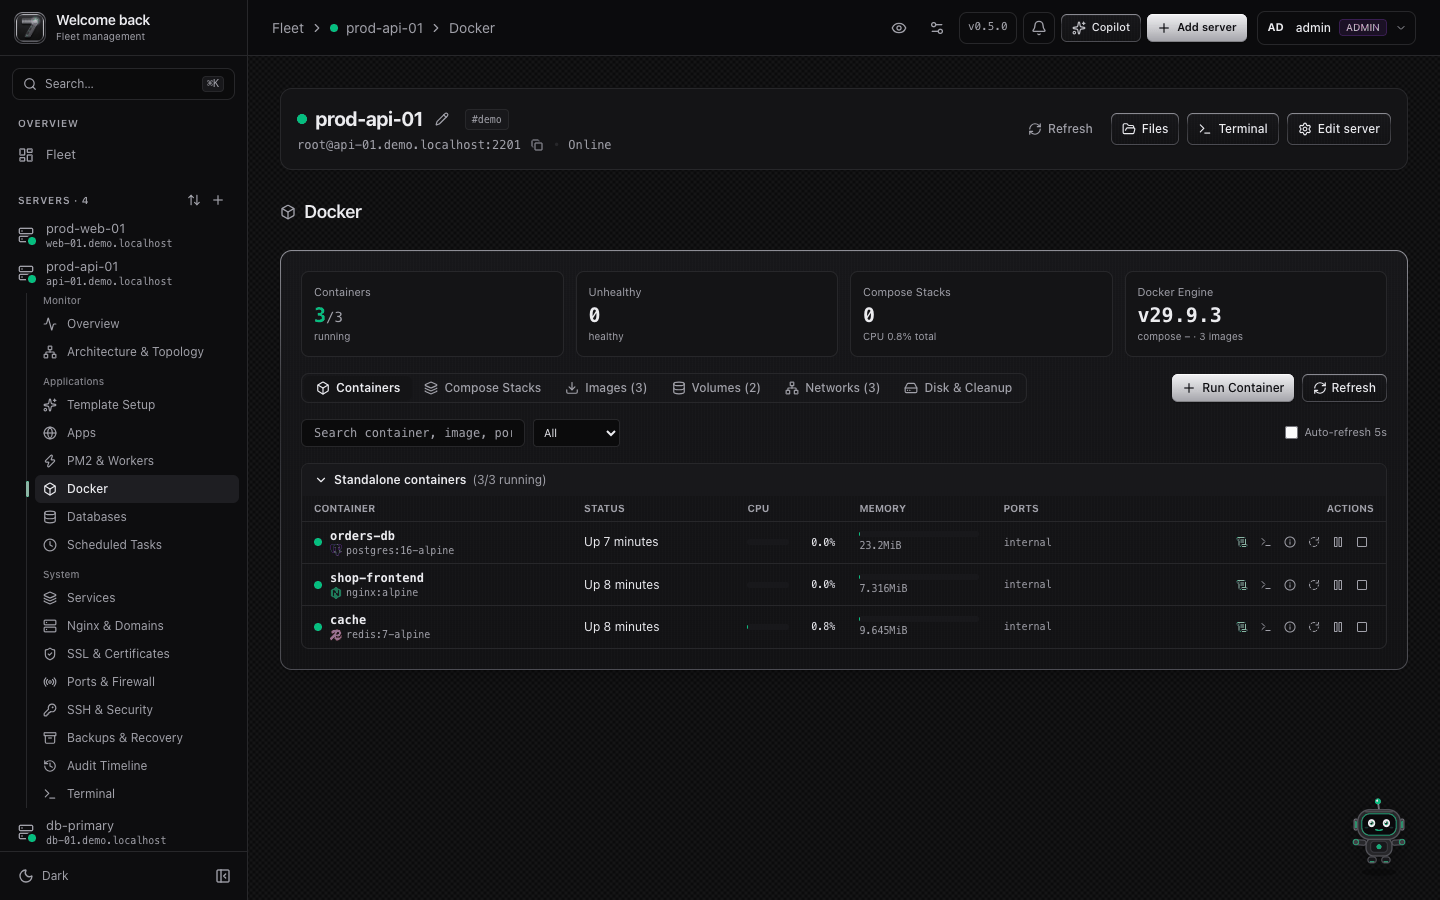 Welcome back
Fleet management
Search...
⌘K
OVERVIEW
Fleet
SERVERS · 4
prod-web-01
web-01.demo.localhost
prod-api-01
api-01.demo.localhost
Monitor
Overview
Architecture & Topology
Applications
Template Setup
Apps
PM2 & Workers
Docker
Databases
Scheduled Tasks
System
Services
Nginx & Domains
SSL & Certificates
Ports & Firewall
SSH & Security
Backups & Recovery
Audit Timeline
Terminal
db-primary
db-01.demo.localhost
Dark
Fleet > prod-api-01 > Docker
v0.5.0
Copilot
Add server
AD admin ADMIN
prod-api-01 #demo
root@api-01.demo.localhost:2201 · Online
Refresh
Files
Terminal
Edit server
Docker
Containers
3/3
running
Unhealthy
0
healthy
Compose Stacks
0
CPU 0.8% total
Docker Engine
v29.9.3
compose – · 3 images
Containers
Compose Stacks
Images (3)
Volumes (2)
Networks (3)
Disk & Cleanup
Run Container
Refresh
Search container, image, por
All
Auto-refresh 5s
Standalone containers (3/3 running)
CONTAINER STATUS CPU MEMORY PORTS ACTIONS
orders-db
postgres:16-alpine
Up 7 minutes 0.0% 23.2MiB internal
shop-frontend
nginx:alpine
Up 8 minutes 0.0% 7.316MiB internal
cache
redis:7-alpine
Up 8 minutes 0.8% 9.645MiB internal